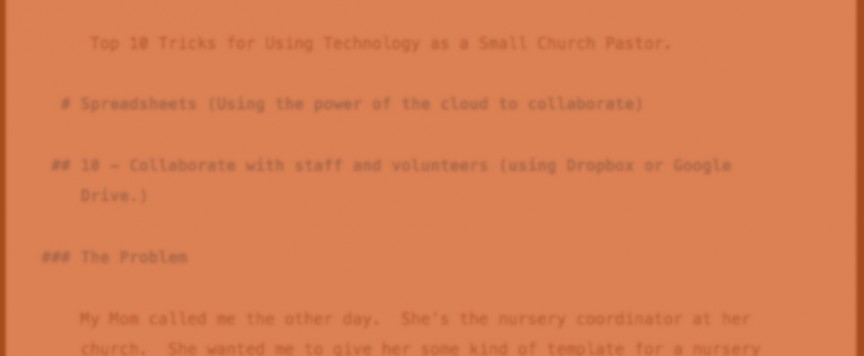 Top 10 Tricks for Using Technology as a Small Church Pastor.
# Spreadsheets (Using the power of the cloud to collaborate)
## 10 – Collaborate with staff and volunteers (using Dropbox or Google
Drive.)
### The Problem
My Mom called me the other day.  She's the nursery coordinator at her
church.  She wanted me to give her some kind of template for a nursery